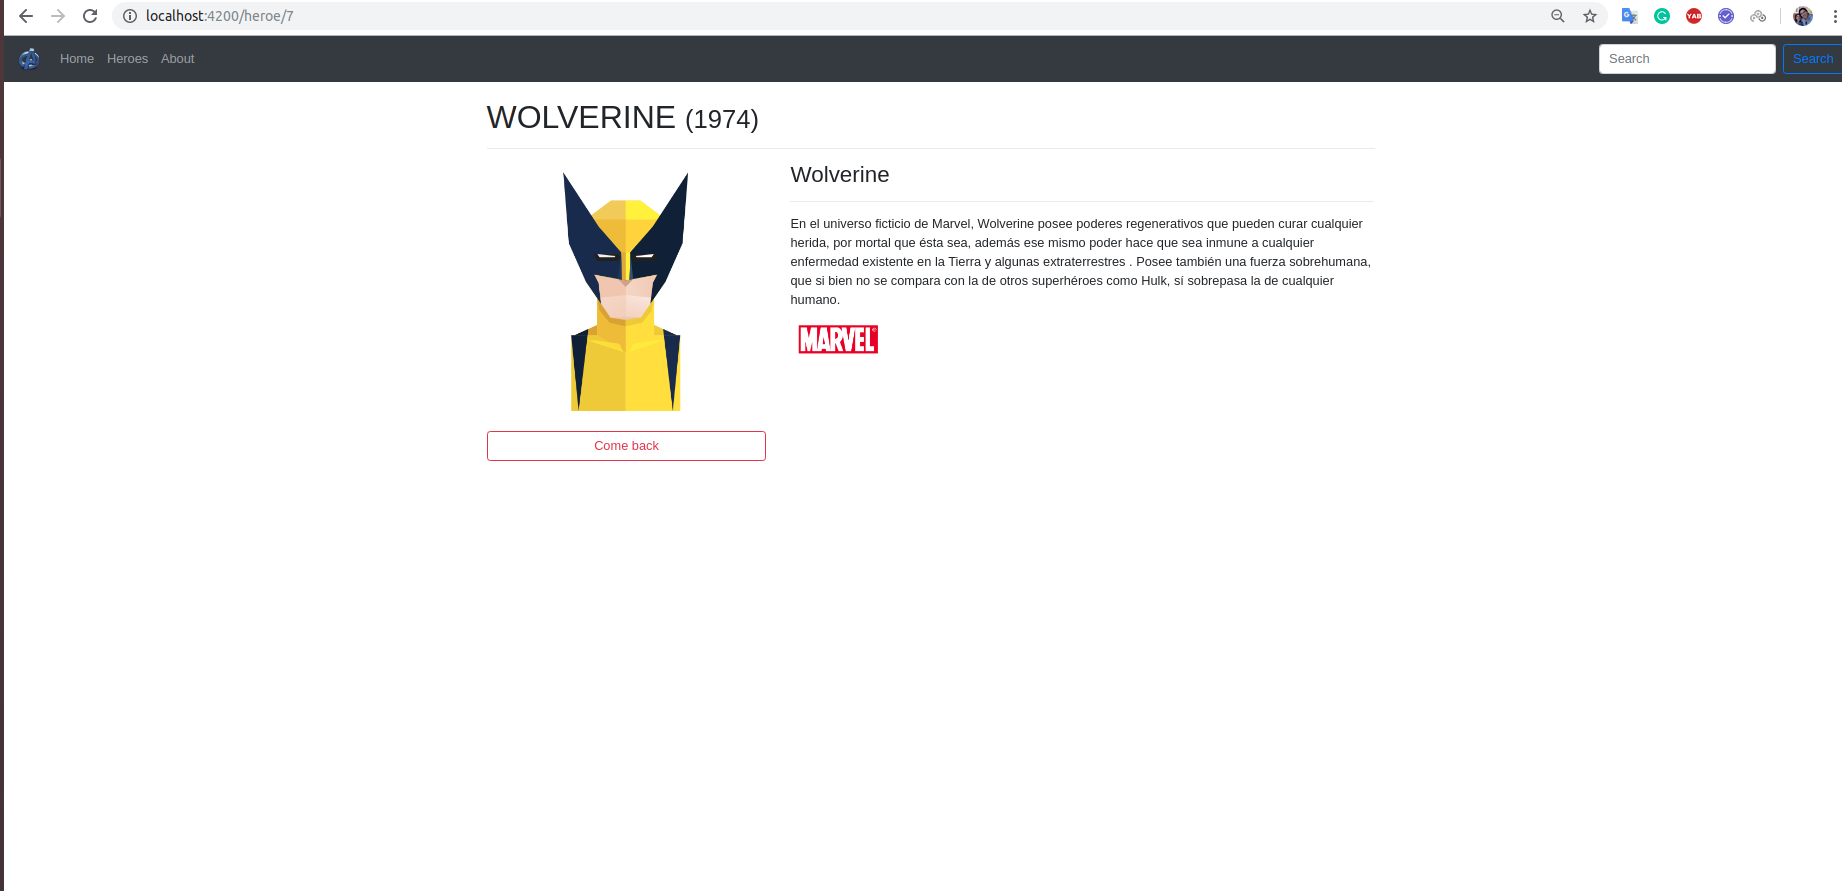 localhost:4200/heroe/7
YAB
Home Heroes About Search Search
WOLVERINE (1974)
Wolverine
En el universo ficticio de Marvel, Wolverine posee poderes regenerativos que pueden curar cualquier
herida, por mortal que ésta sea, además ese mismo poder hace que sea inmune a cualquier
enfermedad existente en la Tierra y algunas extraterrestres . Posee también una fuerza sobrehumana,
que si bien no se compara con la de otros superhéroes como Hulk, sí sobrepasa la de cualquier
humano.
MARVEL
Come back